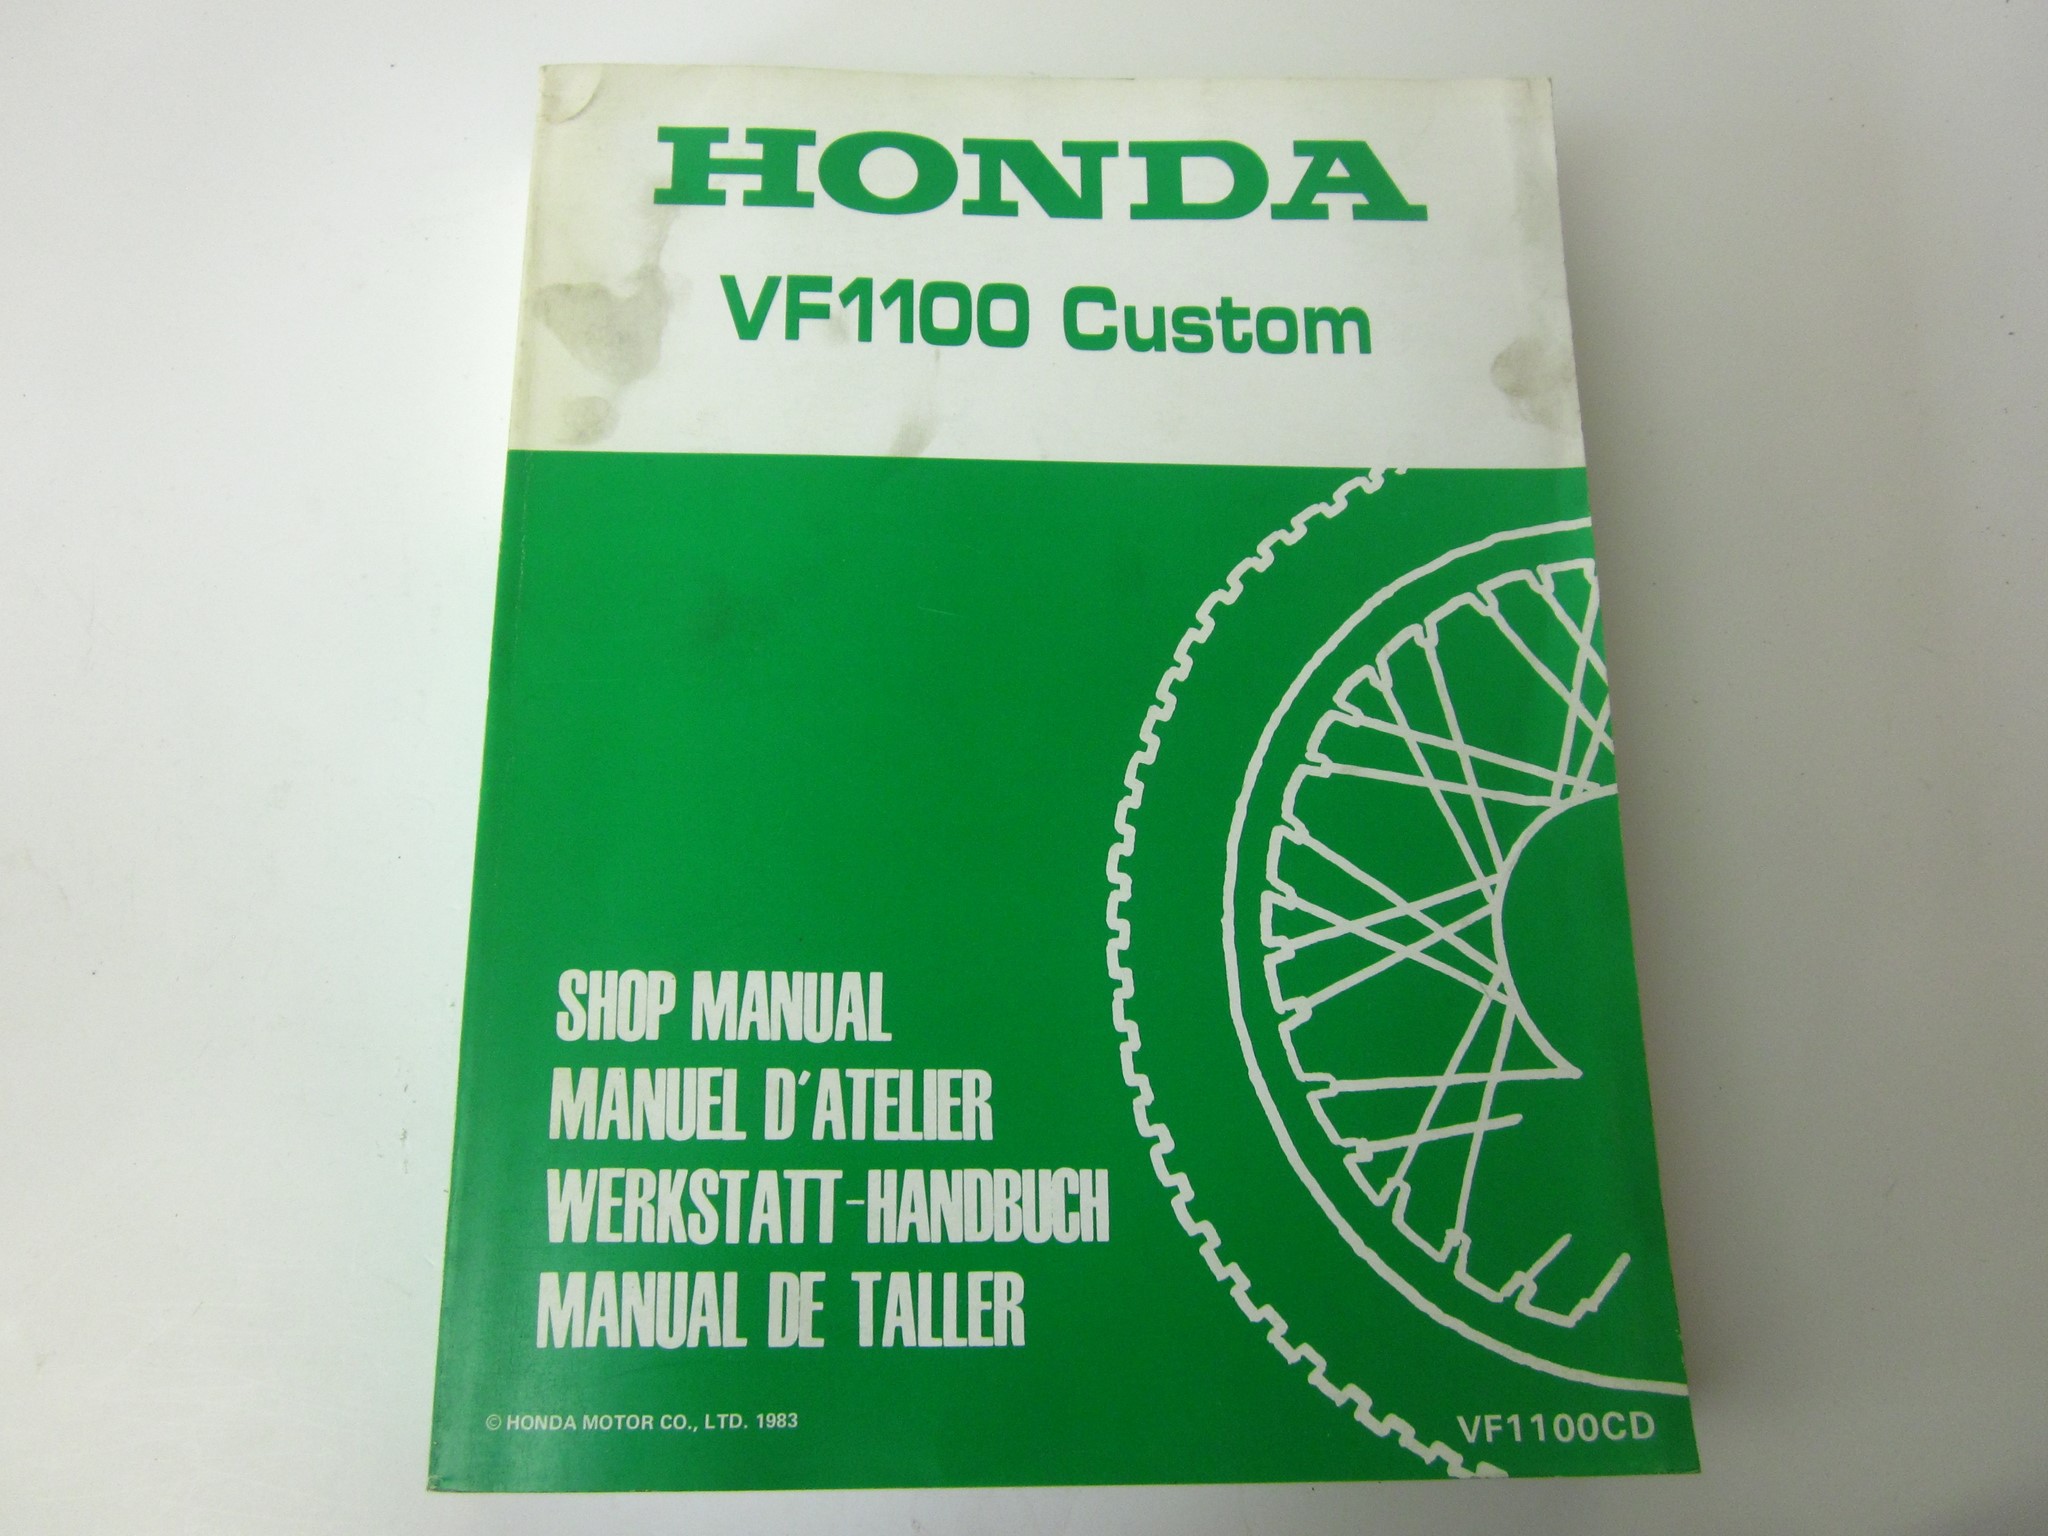 HONDA
VF1100 Custom
SHOP MANUAL
MANUEL D'ATELIER
WERKSTATT-HANDBUCH
MANUAL DE TALLER
© HONDA MOTOR CO., LTD. 1983
VF1100CD